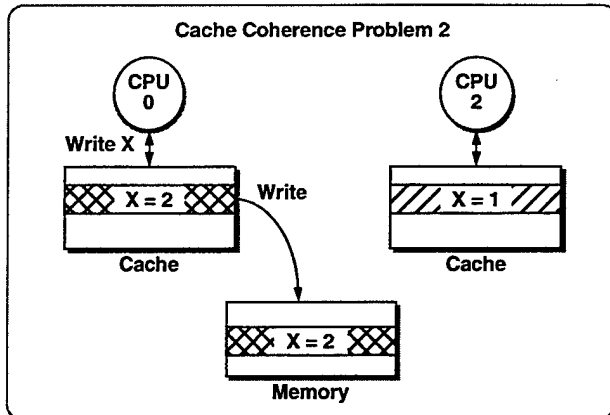 Cache Coherence Problem 2
CPU
0
CPU
2
Write X
X = 2
Write
X = 1
Cache
Cache
X = 2
Memory